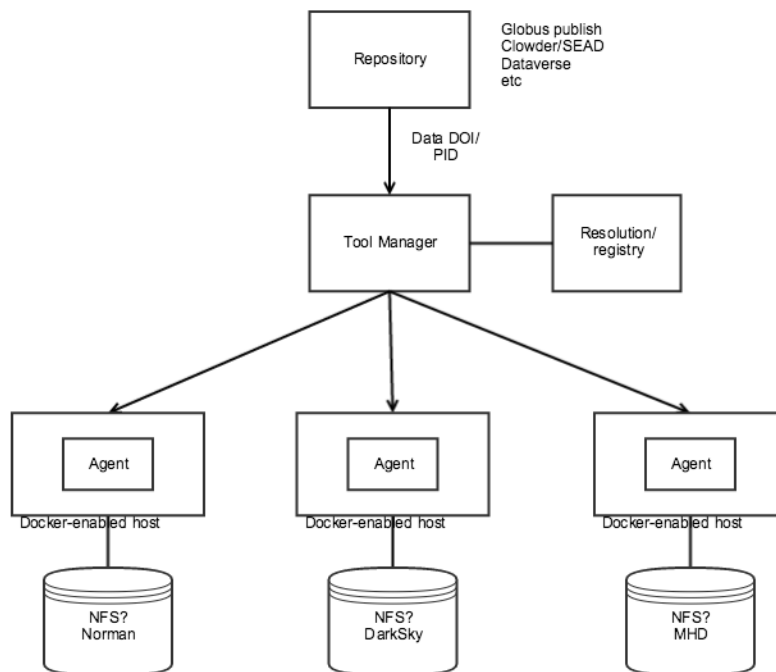 Repository
Globus publish
Clowder/SEAD
Dataverse
etc
Data DOI/
PID
Tool Manager
Resolution/
registry
Agent
Agent
Agent
Docker-enabled host
Docker-enabled host
Docker-enabled host
NFS?
Norman
NFS?
DarkSky
NFS?
MHD